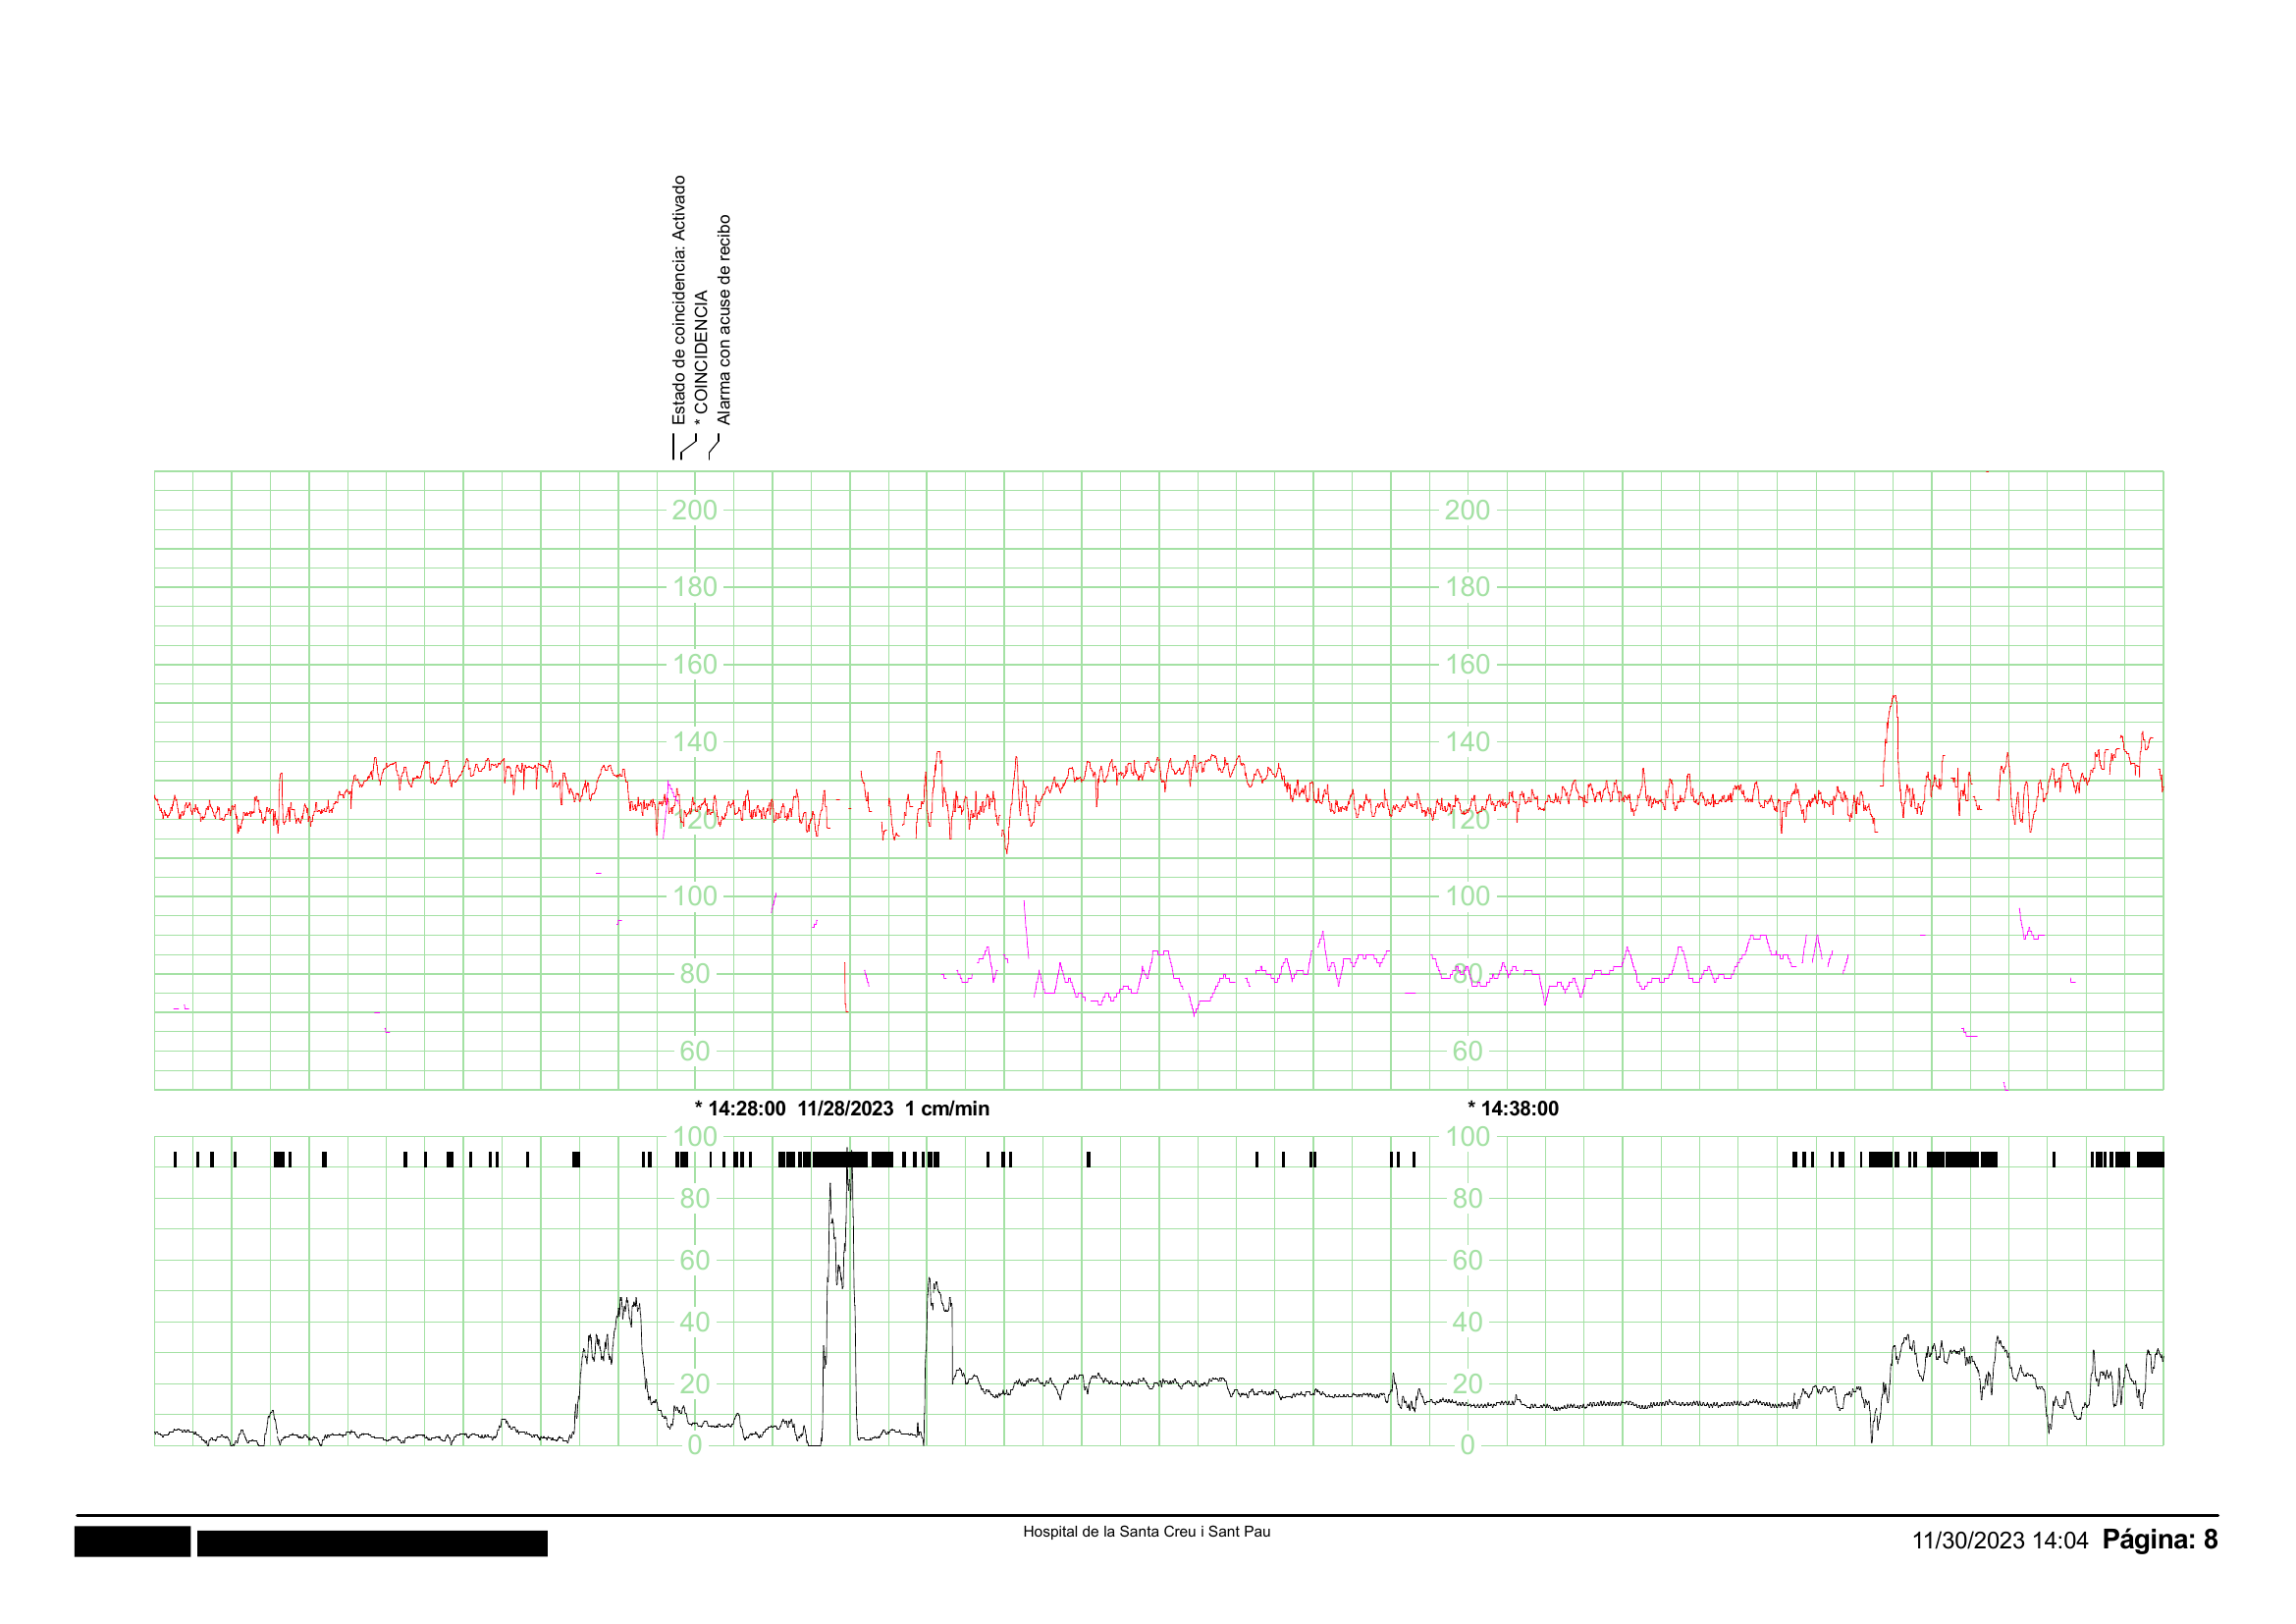 Estado de coincidencia: Activado
* COINCIDENCIA
Alarma con acuse de recibo
200 200
180 180
160 160
140 140
120 120
100 100
80 80
60 60
* 14:28:00 11/28/2023 1 cm/min * 14:38:00
100 100
80 80
60 60
40 40
20 20
0 0
Hospital de la Santa Creu i Sant Pau
11/30/2023 14:04 Página: 8